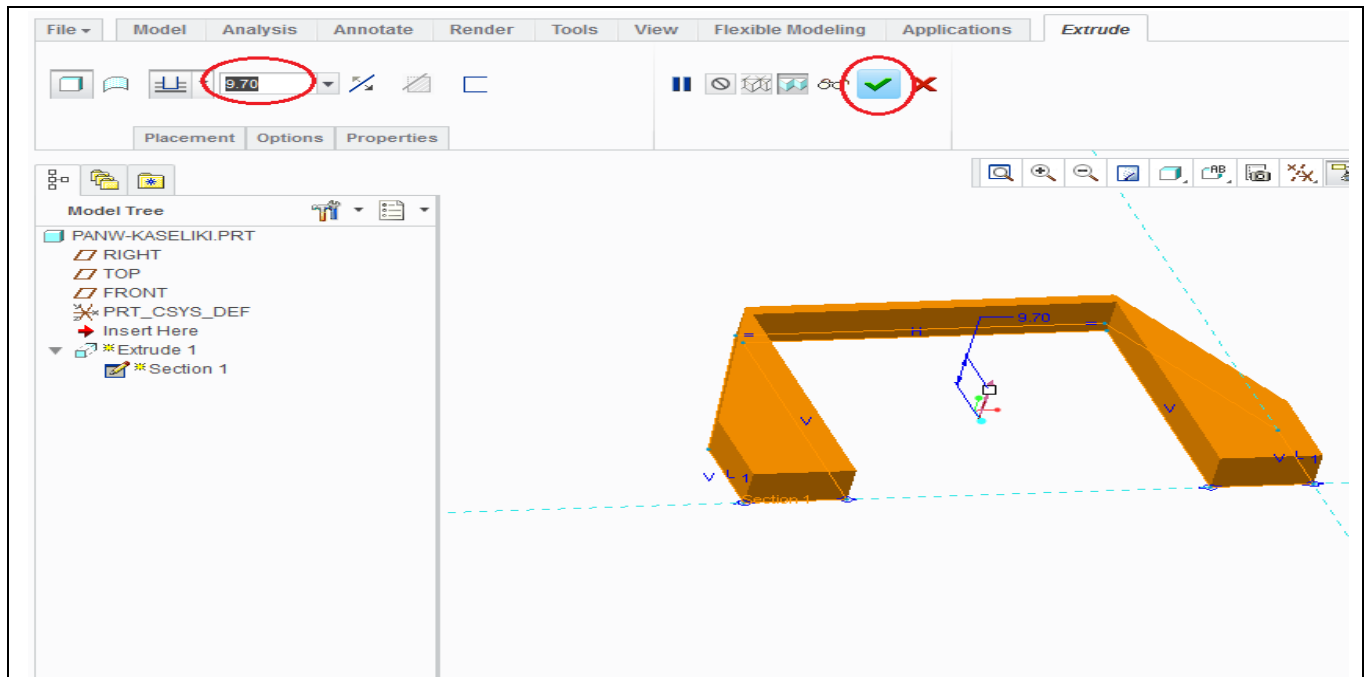 File Model Analysis Annotate Render Tools View Flexible Modeling Applications Extrude
9.70
Placement Options Properties
AB
Model Tree
PANW-KASELIKI.PRT
RIGHT
TOP
FRONT
PRT_CSYS_DEF
Insert Here
Extrude 1
Section 1
9.70
H
=
=
V
V
V L 1
V L 1
Section 1